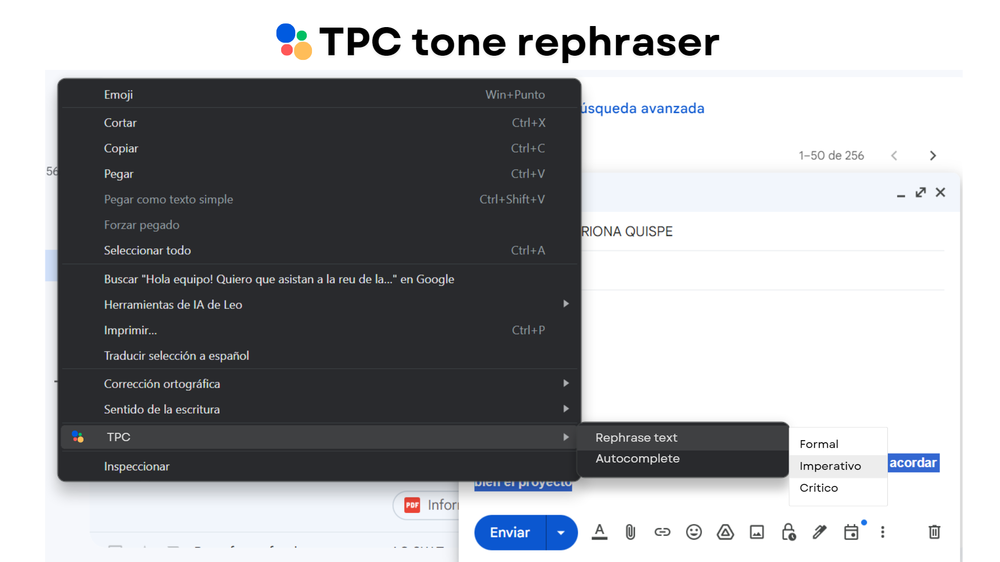 TPC tone rephraser
Emoji Win+Punto
Cortar Ctrl+X
Copiar Ctrl+C
Pegar Ctrl+V
Pegar como texto simple Ctrl+Shift+V
Forzar pegado
Seleccionar todo Ctrl+A
Buscar "Hola equipo! Quiero que asistan a la reu de la..." en Google
Herramientas de IA de Leo
Imprimir... Ctrl+P
Traducir selección a español
Corrección ortográfica
Sentido de la escritura
TPC
Inspeccionar
Rephrase text
Autocomplete
Formal
Imperativo
Crítico
úsqueda avanzada
1–50 de 256
56
RIONA QUISPE
acordar
bien el proyecto
PDF Infor
Enviar